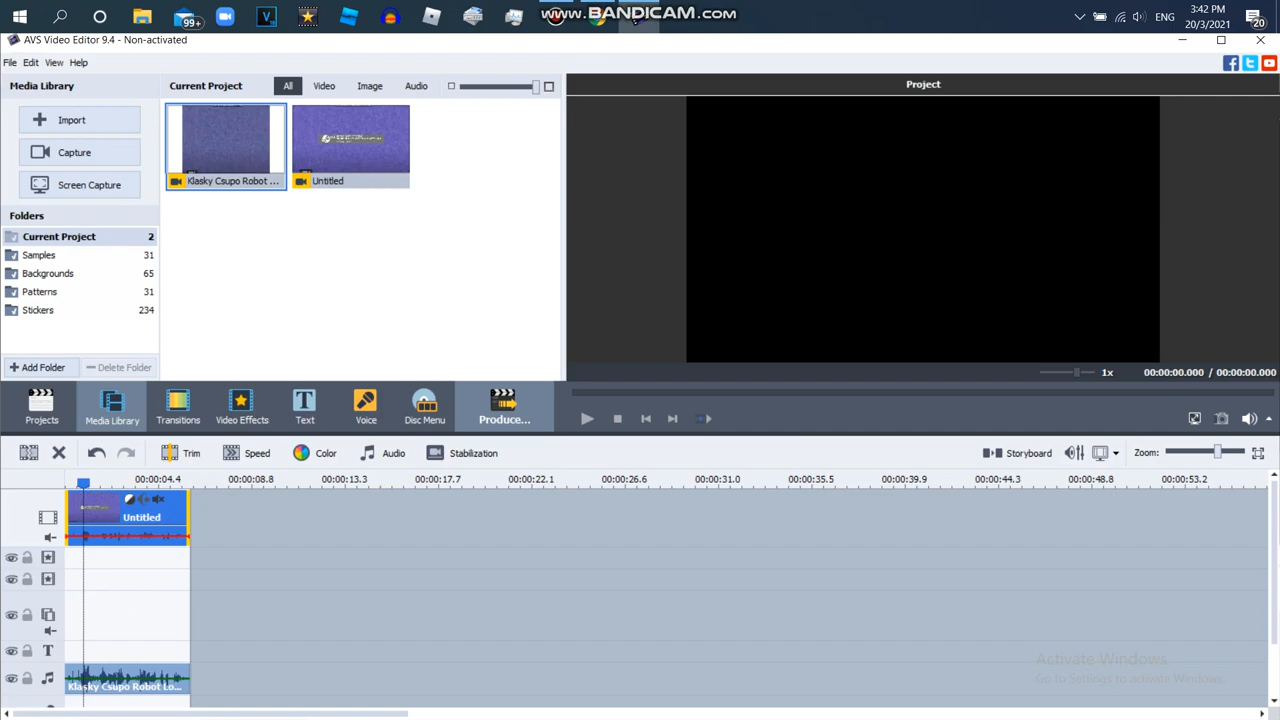 99+
www.BANDICAM.com
ENG
3:42 PM
20/3/2021
20
AVS Video Editor 9.4 - Non-activated
File Edit View Help
Media Library
Import
Capture
Screen Capture
Folders
Current Project 2
Samples 31
Backgrounds 65
Patterns 31
Stickers 234
Add Folder
Delete Folder
Current Project
All Video Image Audio
Klasky Csupo Robot ...
Untitled
Project
1x
00:00:00.000 / 00:00:00.000
Projects
Media Library
Transitions
Video Effects
Text
Voice
Disc Menu
Produce...
Trim
Speed
Color
Audio
Stabilization
Storyboard
Zoom:
00:00:04.4 00:00:08.8 00:00:13.3 00:00:17.7 00:00:22.1 00:00:26.6 00:00:31.0 00:00:35.5 00:00:39.9 00:00:44.3 00:00:48.8 00:00:53.2
Untitled
T
Klasky Csupo Robot Lo...
Activate Windows
Go to Settings to activate Windows.